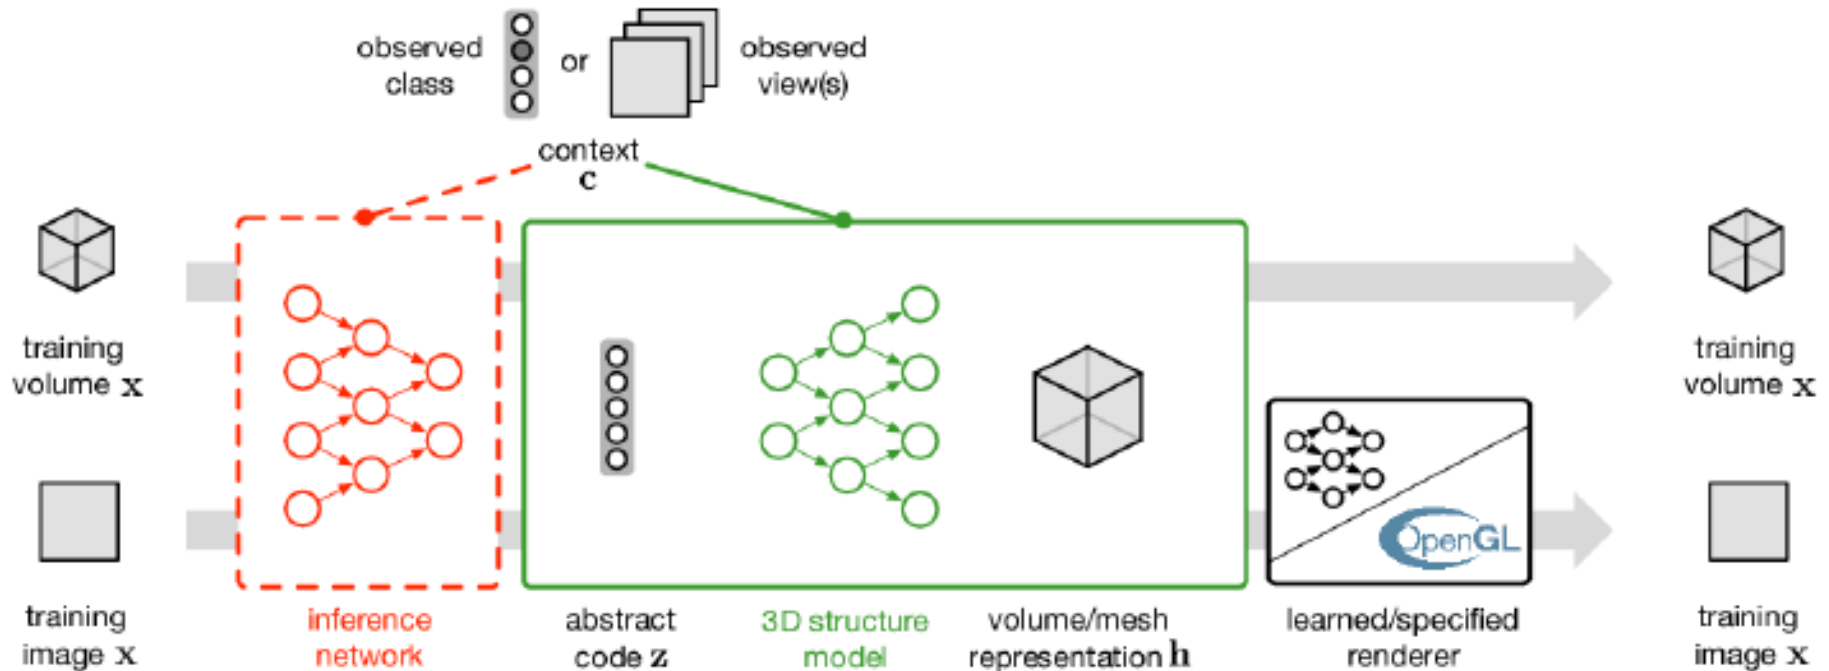 observed
class
or
observed
view(s)
context
c
training
volume x
training
volume x
OpenGL
training
image x
inference
network
abstract
code z
3D structure
model
volume/mesh
representation h
learned/specified
renderer
training
image x